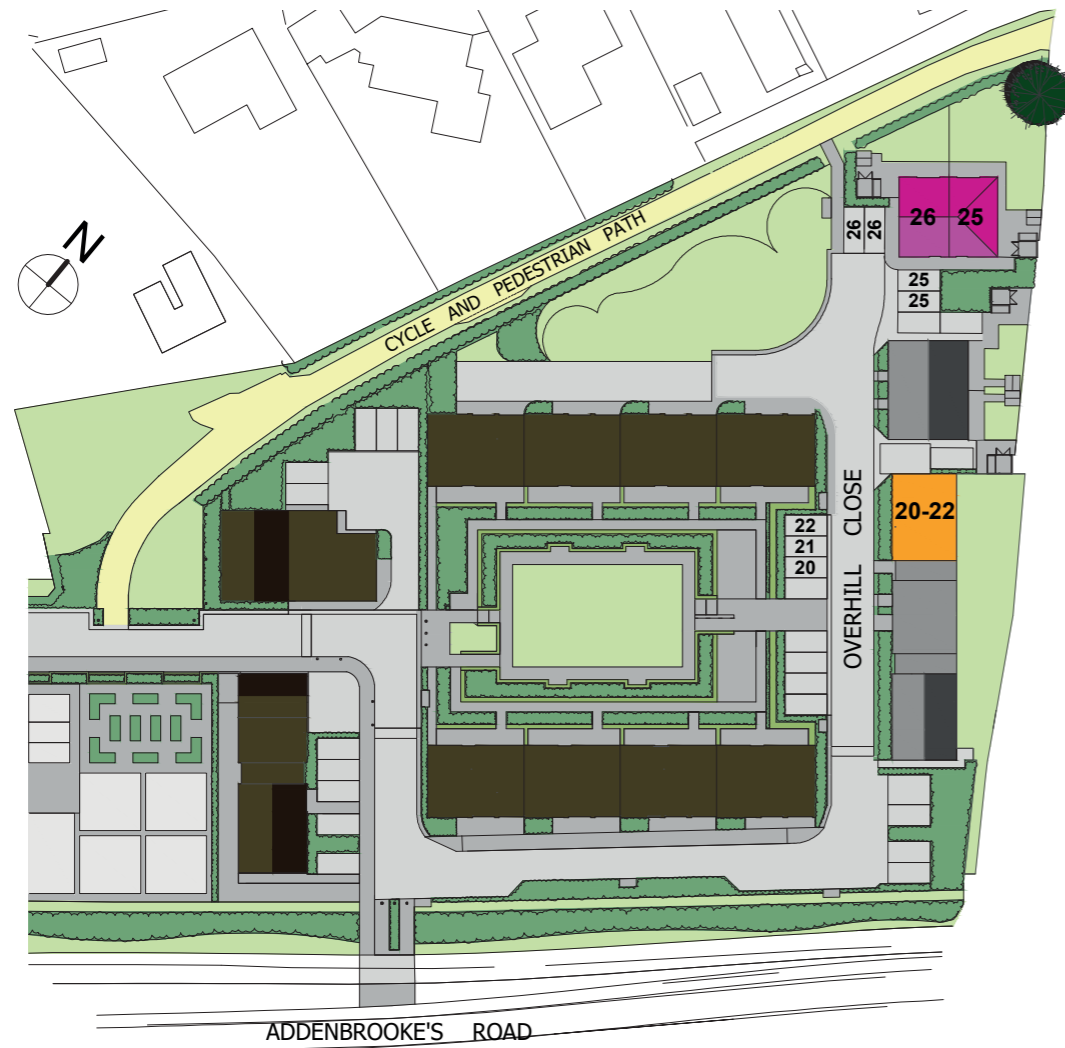 N
CYCLE AND PEDESTRIAN PATH
26 25
26 26
25
25
22
21
20
20-22
OVERHILL CLOSE
ADDENBROOKE'S ROAD